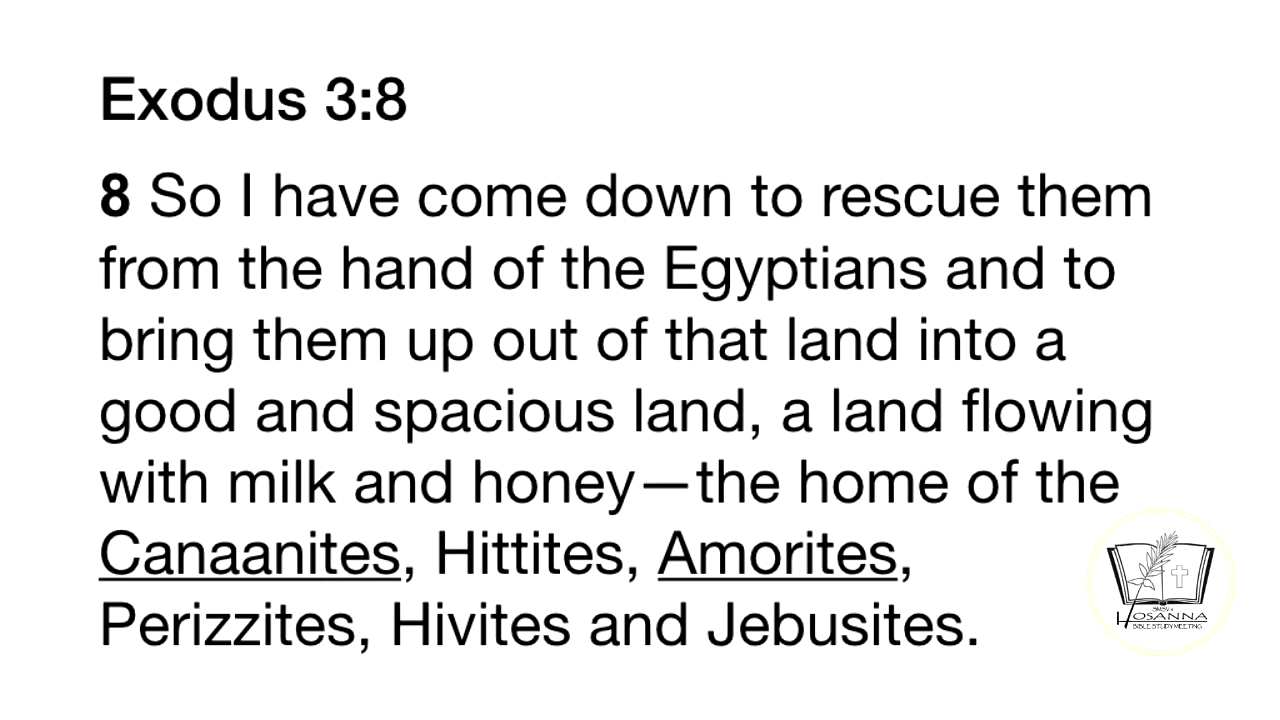 Exodus 3:8
8 So I have come down to rescue them
from the hand of the Egyptians and to
bring them up out of that land into a
good and spacious land, a land flowing
with milk and honey—the home of the
Canaanites, Hittites, Amorites,
Perizzites, Hivites and Jebusites.
HOSANNA
BIBLE STUDY MEETING